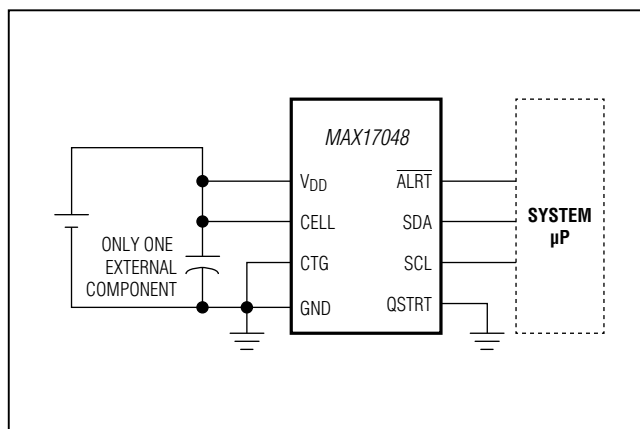 MAX17048
VDD
CELL
CTG
GND
ALRT
SDA
SCL
QSTRT
ONLY ONE
EXTERNAL
COMPONENT
SYSTEM
µP